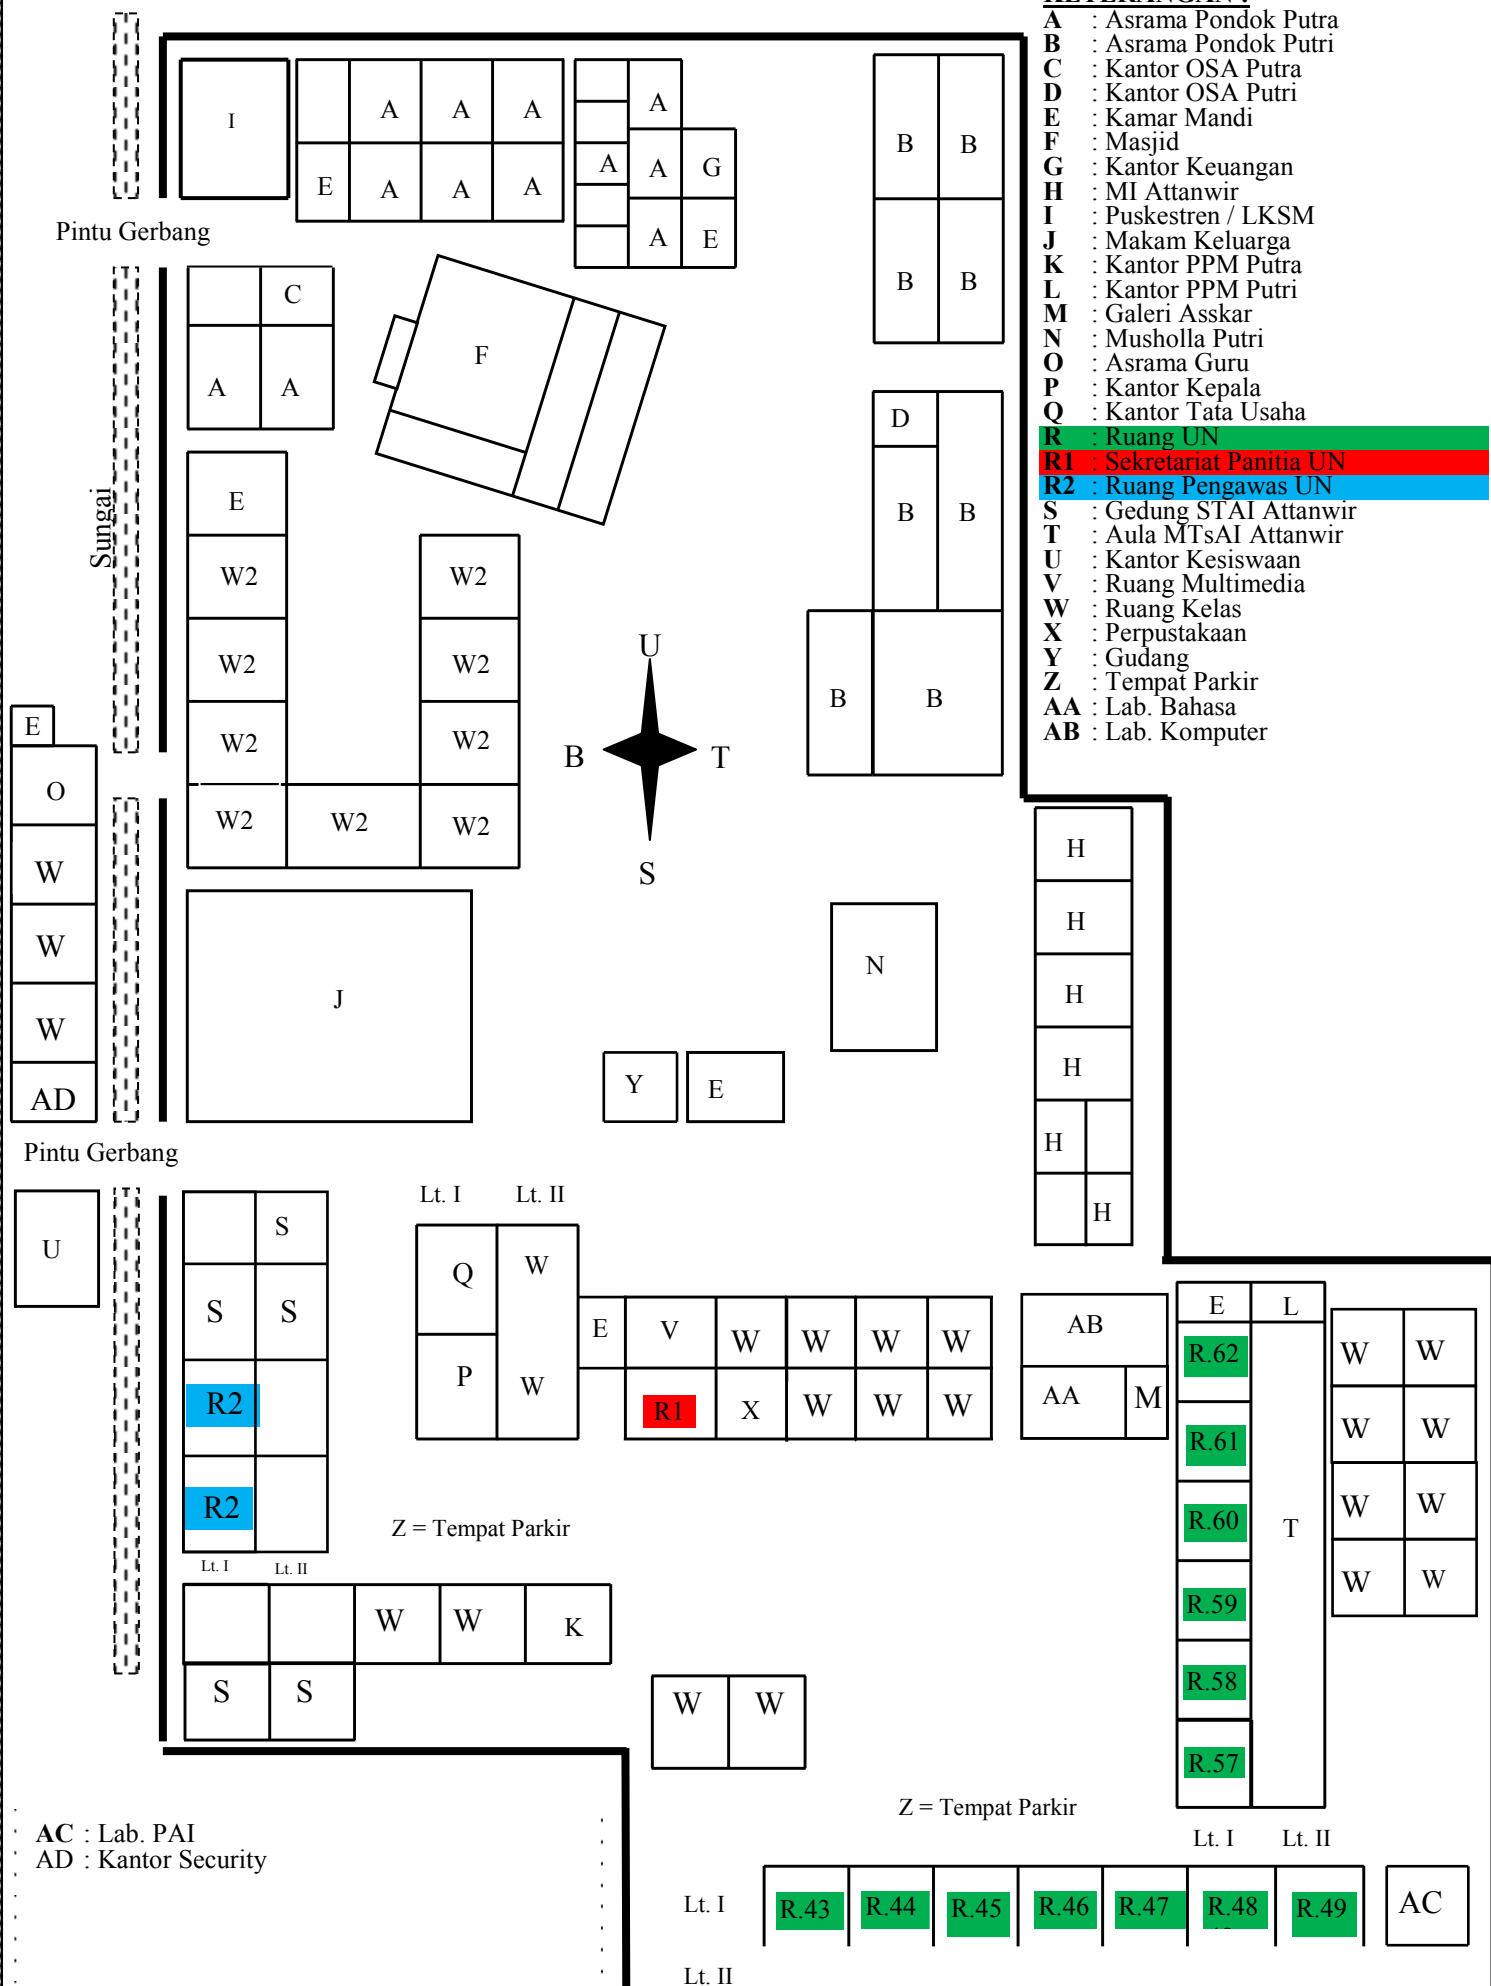 KETERANGAN :
A : Asrama Pondok Putra
B : Asrama Pondok Putri
C : Kantor OSA Putra
D : Kantor OSA Putri
E : Kamar Mandi
F : Masjid
G : Kantor Keuangan
H : MI Attanwir
I : Puskestren / LKSM
J : Makam Keluarga
K : Kantor PPM Putra
L : Kantor PPM Putri
M : Galeri Asskar
N : Musholla Putri
O : Asrama Guru
P : Kantor Kepala
Q : Kantor Tata Usaha
R : Ruang UN
R1 : Sekretariat Panitia UN
R2 : Ruang Pengawas UN
S : Gedung STAI Attanwir
T : Aula MTsAI Attanwir
U : Kantor Kesiswaan
V : Ruang Multimedia
W : Ruang Kelas
X : Perpustakaan
Y : Gudang
Z : Tempat Parkir
AA : Lab. Bahasa
AB : Lab. Komputer
I
A A A
E A A A
A
A A G
A E
B B
B B
Pintu Gerbang
C
A A
F
D
B B
B B
Sungai
E
W2 W2
W2 W2
W2 W2
W2 W2 W2
U
B T
S
E
O
W
W
W
AD
J
N
Y E
H
H
H
H
H
H
Pintu Gerbang
U
S
S S
R2
R2
Lt. I Lt. II
Lt. I Lt. II
Q W
P W
E V W W W W
R1 X W W W
AB
AA M
E L
R.62
R.61
R.60
R.59
R.58
R.57
T
W W
W W
W W
W W
Z = Tempat Parkir
W W K
S S
W W
Z = Tempat Parkir
Lt. I Lt. II
AC : Lab. PAI
AD : Kantor Security
Lt. I R.43 R.44 R.45 R.46 R.47 R.48 R.49 AC
Lt. II